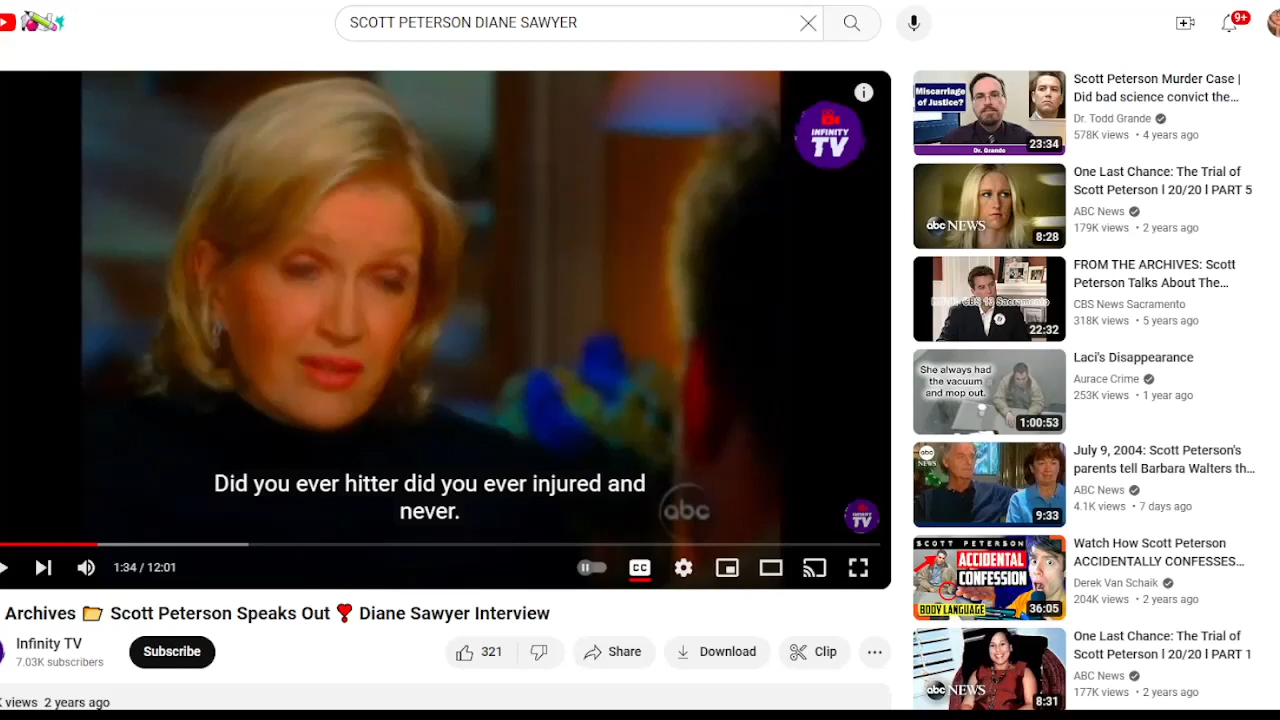 SCOTT PETERSON DIANE SAWYER
9+
INFINITY
TV
Did you ever hitter did you ever injured and
never.
abc
INFINITY
TV
1:34 / 12:01
CC
Archives 📂 Scott Peterson Speaks Out ❣ Diane Sawyer Interview
Infinity TV
7.03K subscribers
Subscribe
321
Share
Download
Clip
views 2 years ago
Miscarriage
of Justice?
Dr. Grande
23:34
Scott Peterson Murder Case |
Did bad science convict the…
Dr. Todd Grande
578K views • 4 years ago
abc NEWS
8:28
One Last Chance: The Trial of
Scott Peterson l 20/20 l PART 5
ABC News
179K views • 2 years ago
CBS 13 Sacramento
22:32
FROM THE ARCHIVES: Scott
Peterson Talks About The…
CBS News Sacramento
318K views • 5 years ago
She always had
the vacuum
and mop out.
1:00:53
Laci's Disappearance
Aurace Crime
253K views • 1 year ago
abc
NEWS
9:33
July 9, 2004: Scott Peterson's
parents tell Barbara Walters th…
ABC News
4.1K views • 7 days ago
SCOTT PETERSON
ACCIDENTAL
CONFESSION
BODY LANGUAGE
36:05
Watch How Scott Peterson
ACCIDENTALLY CONFESSES…
Derek Van Schaik
204K views • 2 years ago
abc NEWS
8:31
One Last Chance: The Trial of
Scott Peterson l 20/20 l PART 1
ABC News
177K views • 2 years ago